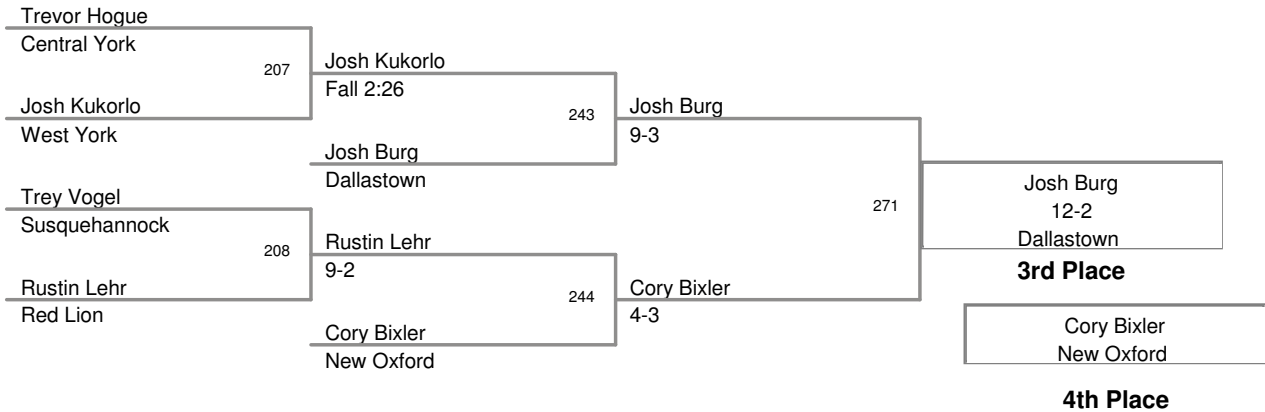 Trevor Hogue
Central York
207
Josh Kukorlo
Fall 2:26
Josh Kukorlo
West York
243
Josh Burg
9-3
Josh Burg
Dallastown
Trey Vogel
Susquehannock
208
Rustin Lehr
9-2
Rustin Lehr
Red Lion
244
Cory Bixler
4-3
Cory Bixler
New Oxford
271
Josh Burg
12-2
Dallastown
3rd Place
Cory Bixler
New Oxford
4th Place